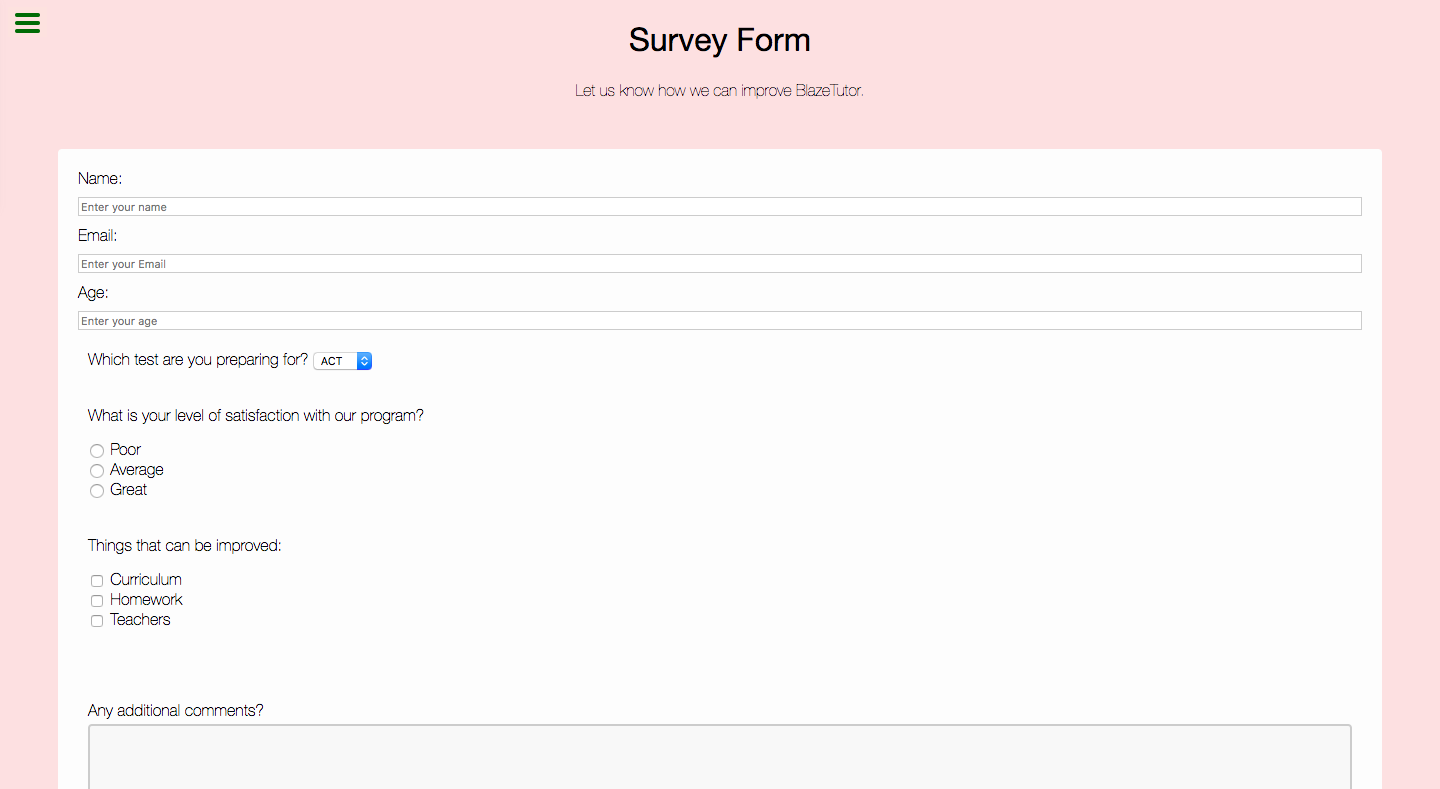 Survey Form
Let us know how we can improve BlazeTutor.
Name:
Enter your name
Email:
Enter your Email
Age:
Enter your age
Which test are you preparing for? ACT
What is your level of satisfaction with our program?
Poor
Average
Great
Things that can be improved:
Curriculum
Homework
Teachers
Any additional comments?